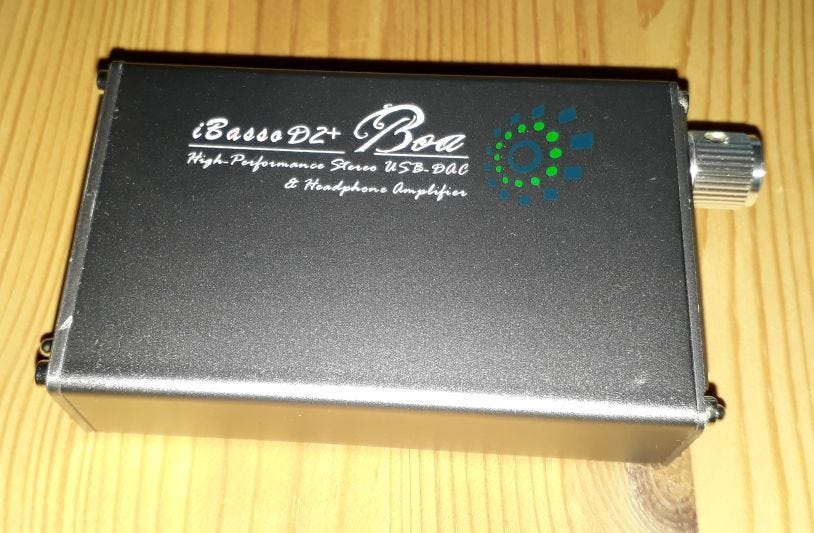 iBasso D2+ Boa
High-Performance Stereo USB-DAC
& Headphone Amplifier